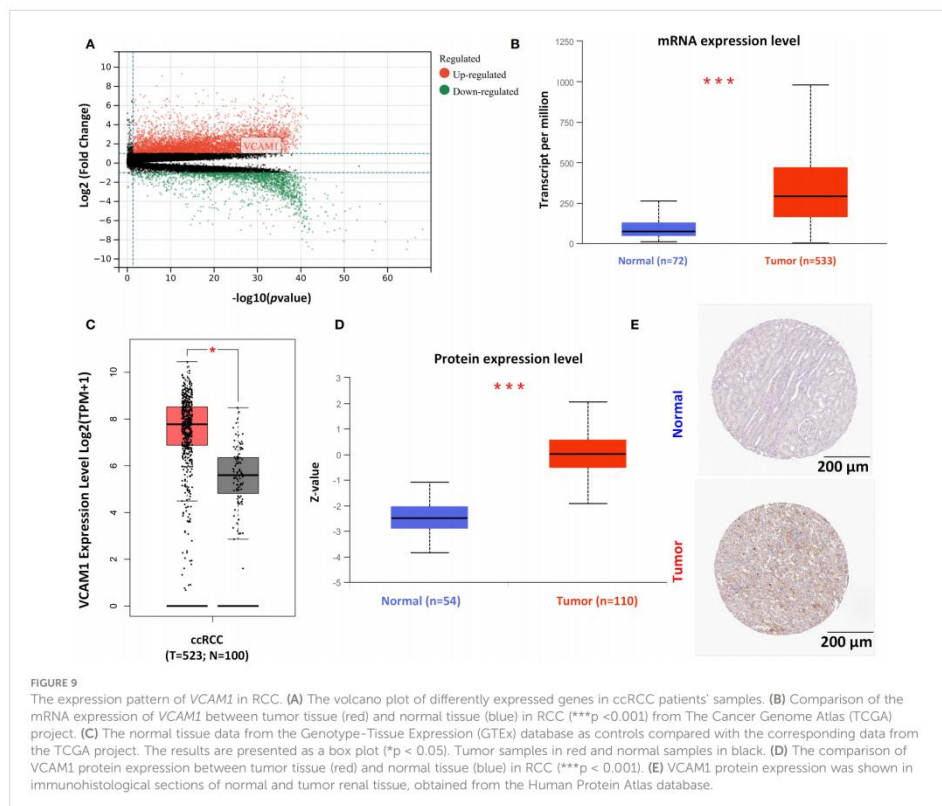 (A)
Log2 (Fold Change)
10
8
6
4
2
0
−2
−4
−6
−8
−10
VCAM1
0 10 20 30 40 50 60
-log10(pvalue)
Regulated
Up-regulated
Down-regulated
B
mRNA expression level
***
Transcript per million
1250
1000
750
500
250
0
Normal (n=72) Tumor (n=533)
C
VCAM1 Expression Level Log2(TPM+1)
10
8
6
4
2
0
*
ccRCC
(T=523; N=100)
D
Protein expression level
***
Z-value
3
2
1
0
-1
-2
-3
-4
-5
Normal (n=54) Tumor (n=110)
E
Normal
200 µm
Tumor
200 µm
FIGURE 9
The expression pattern of VCAM1 in RCC. (A) The volcano plot of differently expressed genes in ccRCC patients' samples. (B) Comparison of the
mRNA expression of VCAM1 between tumor tissue (red) and normal tissue (blue) in RCC (***p <0.001) from The Cancer Genome Atlas (TCGA)
project. (C) The normal tissue data from the Genotype-Tissue Expression (GTEx) database as controls compared with the corresponding data from
the TCGA project. The results are presented as a box plot (*p < 0.05). Tumor samples in red and normal samples in black. (D) The comparison of
VCAM1 protein expression between tumor tissue (red) and normal tissue (blue) in RCC (***p < 0.001). (E) VCAM1 protein expression was shown in
immunohistological sections of normal and tumor renal tissue, obtained from the Human Protein Atlas database.